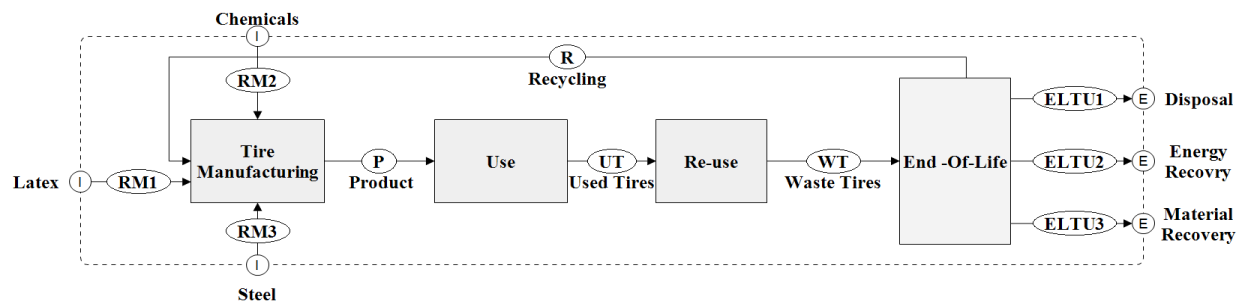 Chemicals
I
R
Recycling
RM2
ELTU1
E
Disposal
Tire
Manufacturing
P
Product
Use
UT
Used Tires
Re-use
WT
Waste Tires
End -Of-Life
ELTU2
E
Energy
Recovry
Latex
I
RM1
RM3
ELTU3
E
Material
Recovery
I
Steel